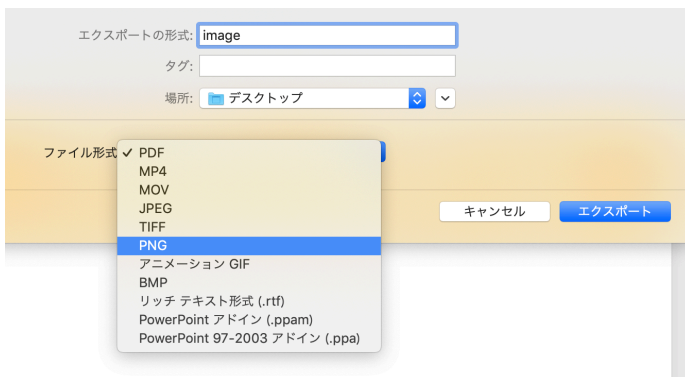 エクスポートの形式: image
タグ:
場所: デスクトップ
ファイル形式 ✓ PDF
MP4
MOV
JPEG
TIFF
PNG
アニメーション GIF
BMP
リッチ テキスト形式 (.rtf)
PowerPoint アドイン (.ppam)
PowerPoint 97-2003 アドイン (.ppa)
キャンセル エクスポート